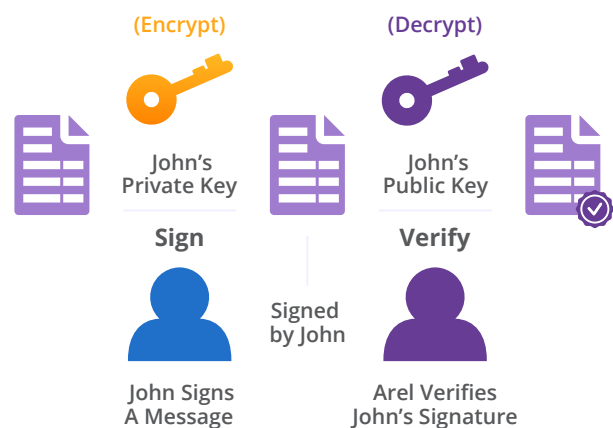 (Encrypt)
(Decrypt)
John's
Private Key
John's
Public Key
Sign
Verify
Signed
by John
John Signs
A Message
Arel Verifies
John's Signature